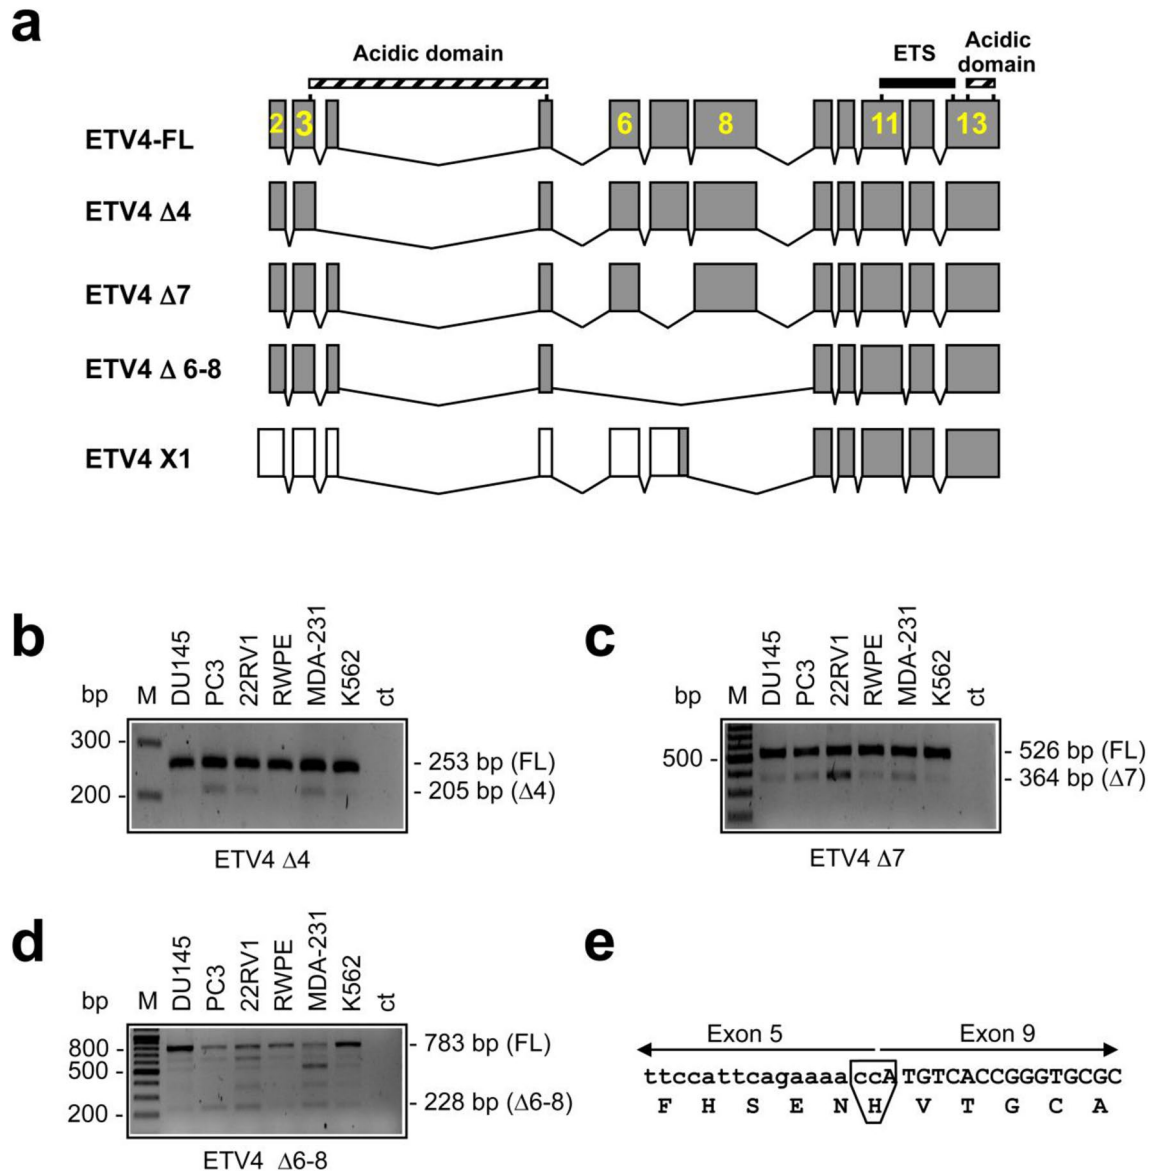 a
Acidic domain
ETS
Acidic
domain
ETV4-FL
2 3 6 8 11 13
ETV4 Δ4
ETV4 Δ7
ETV4 Δ 6-8
ETV4 X1
b
bp M DU145 PC3 22RV1 RWPE MDA-231 K562 ct
300 -
- 253 bp (FL)
200 -
- 205 bp (Δ4)
ETV4 Δ4
c
bp M DU145 PC3 22RV1 RWPE MDA-231 K562 ct
500 -
- 526 bp (FL)
- 364 bp (Δ7)
ETV4 Δ7
d
bp M DU145 PC3 22RV1 RWPE MDA-231 K562 ct
800 -
- 783 bp (FL)
500 -
200 -
- 228 bp (Δ6-8)
ETV4 Δ6-8
e
Exon 5 Exon 9
ttccattcagaaaaccATGTCACCGGGTGCGC
F H S E N H V T G C A